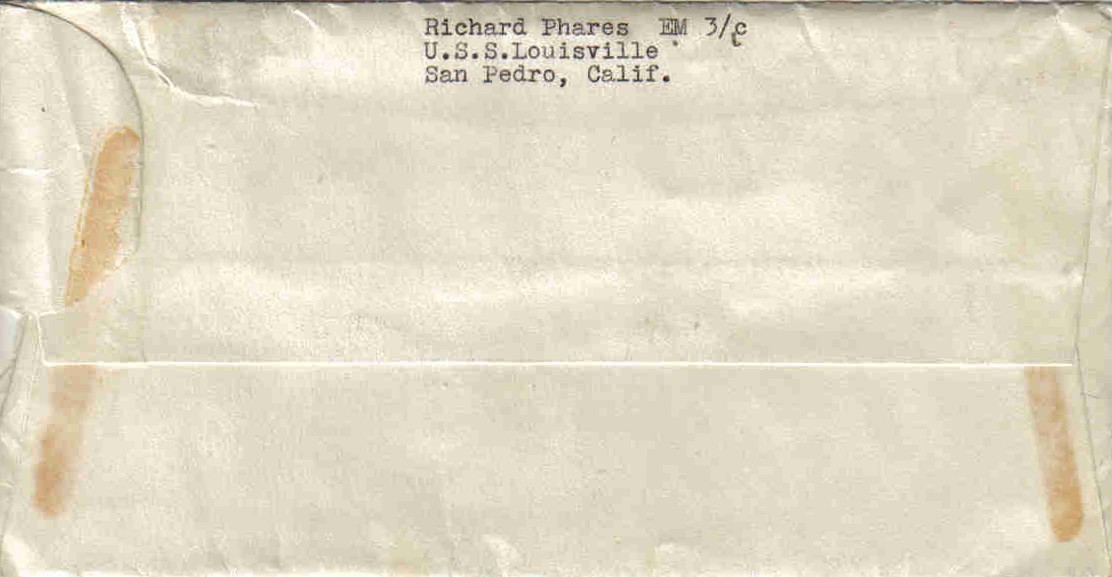 Richard Phares EM 3/c
U.S.S.Louisville
San Pedro, Calif.